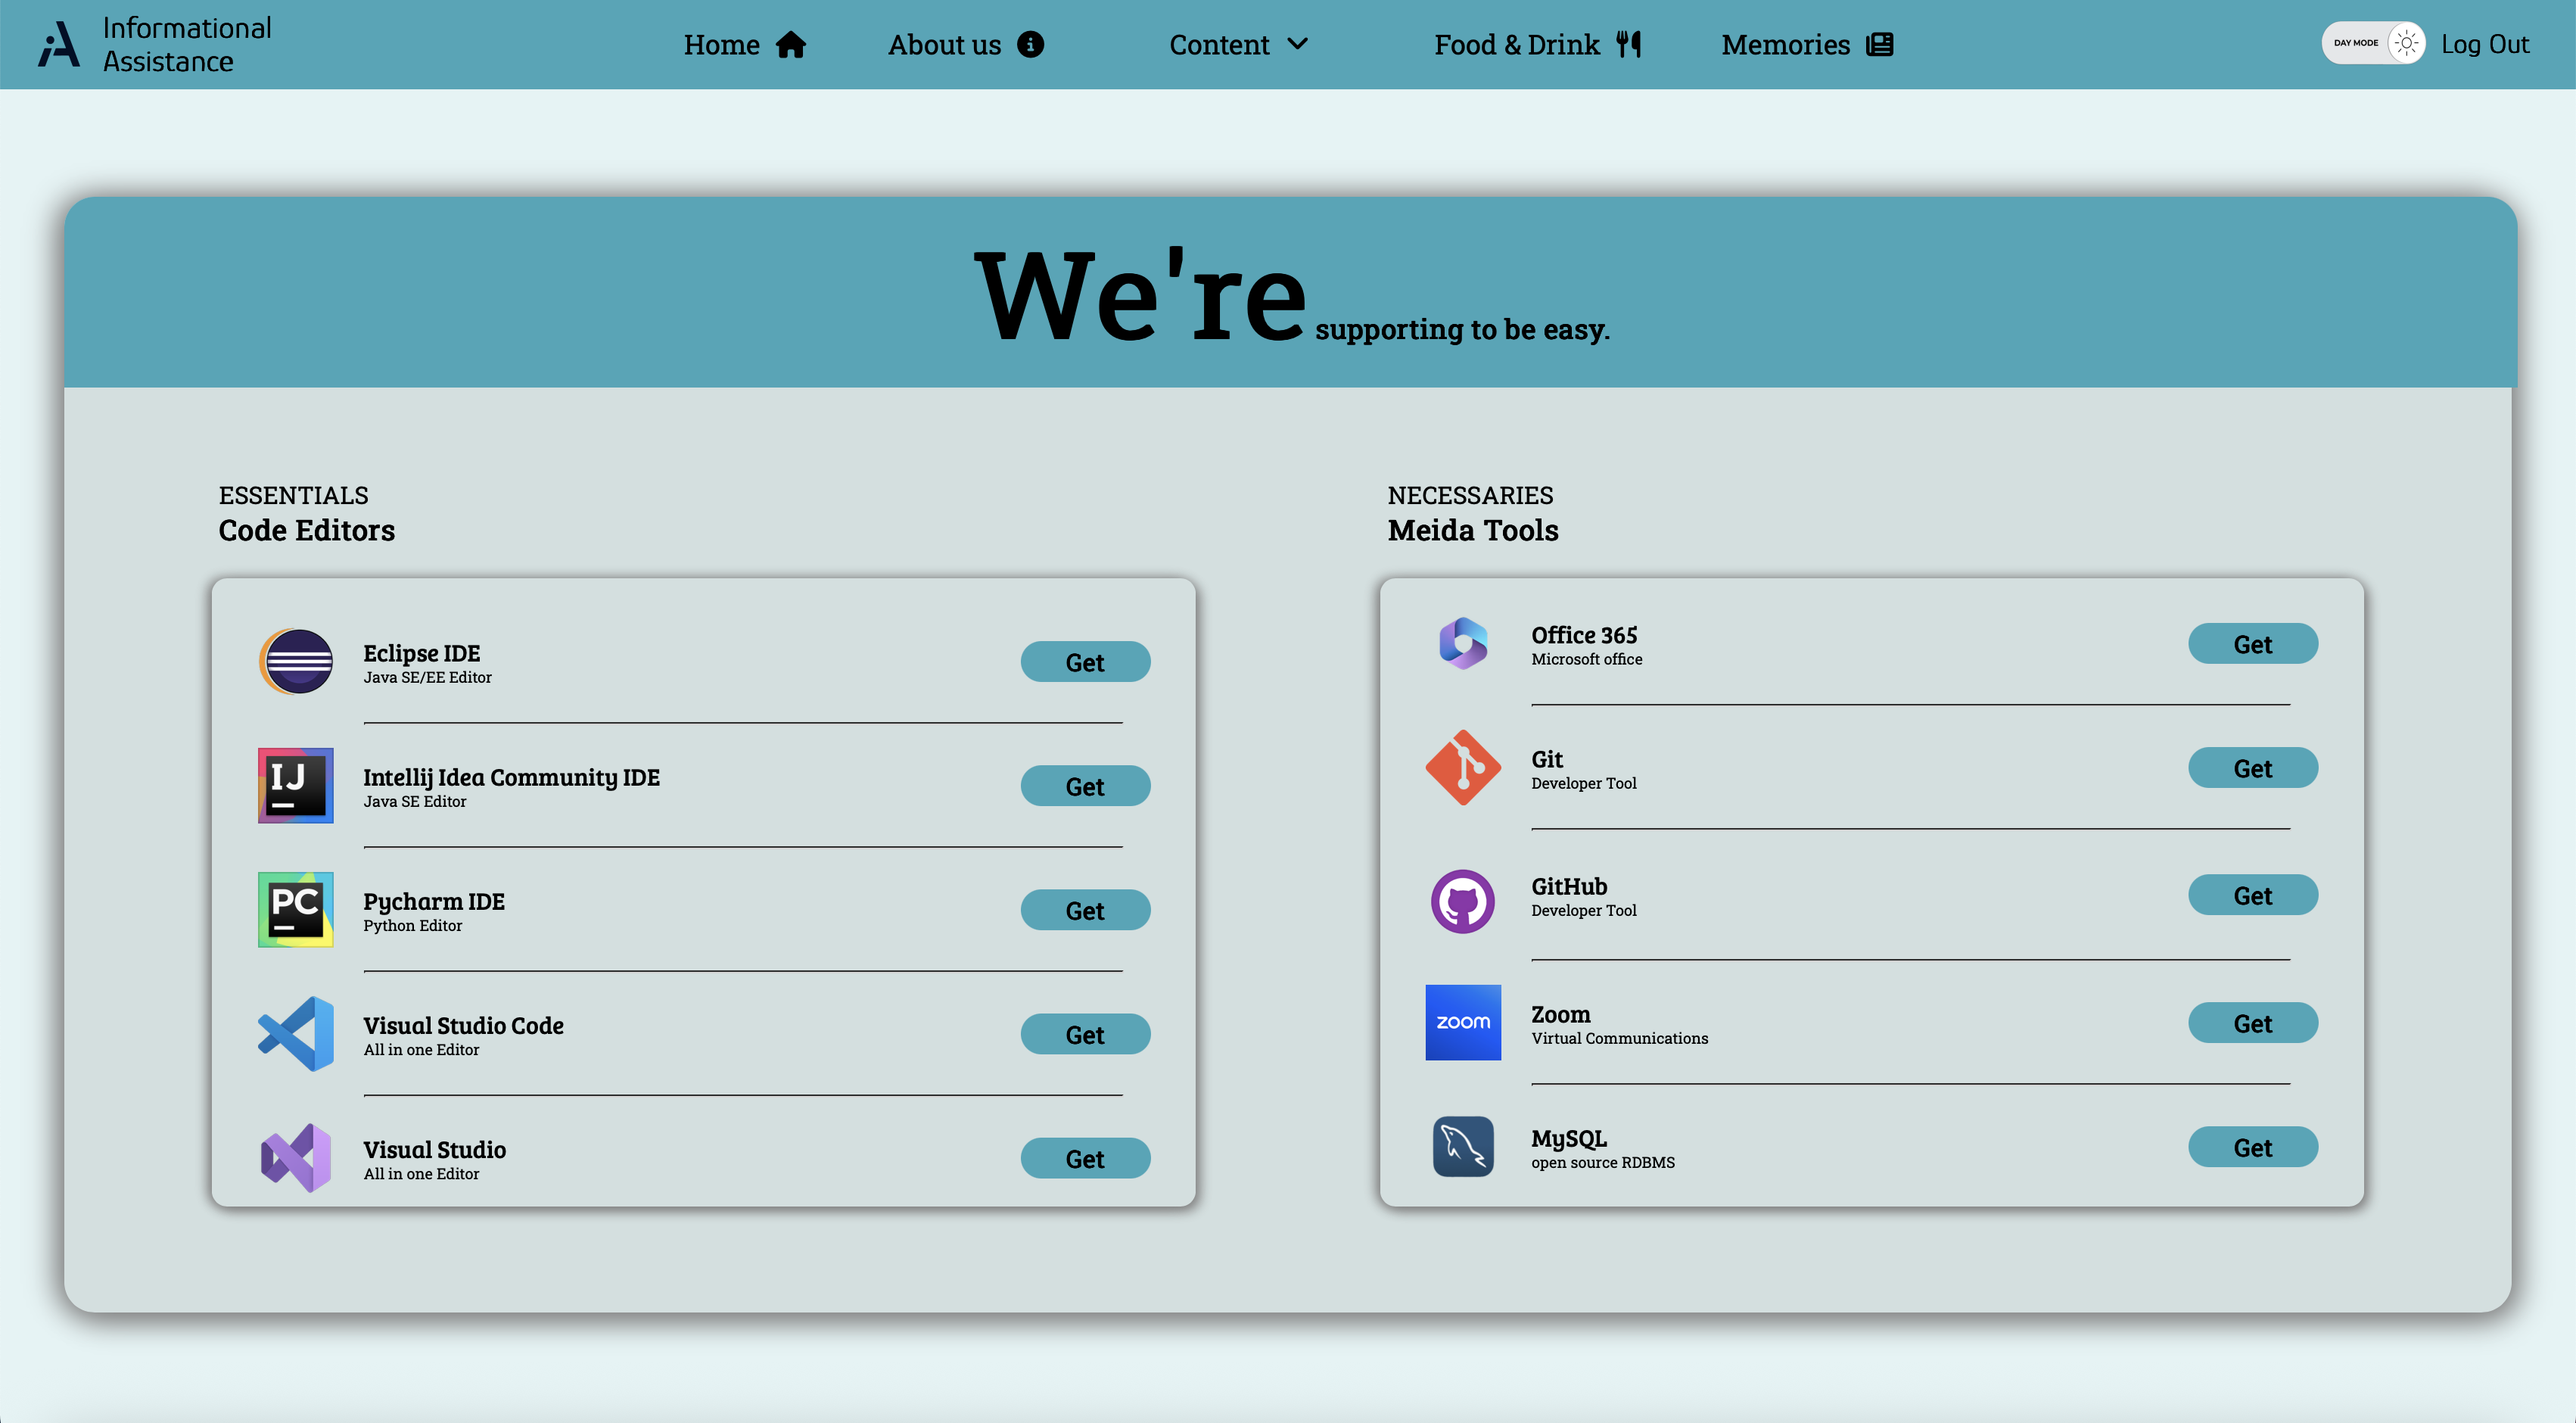 Informational
Assistance
Home
About us
Content
Food & Drink
Memories
DAY MODE
Log Out
We're supporting to be easy.
ESSENTIALS
Code Editors
Eclipse IDE
Java SE/EE Editor
Get
IJ
Intellij Idea Community IDE
Java SE Editor
Get
PC
Pycharm IDE
Python Editor
Get
Visual Studio Code
All in one Editor
Get
Visual Studio
All in one Editor
Get
NECESSARIES
Meida Tools
Office 365
Microsoft office
Get
Git
Developer Tool
Get
GitHub
Developer Tool
Get
zoom
Zoom
Virtual Communications
Get
MySQL
open source RDBMS
Get